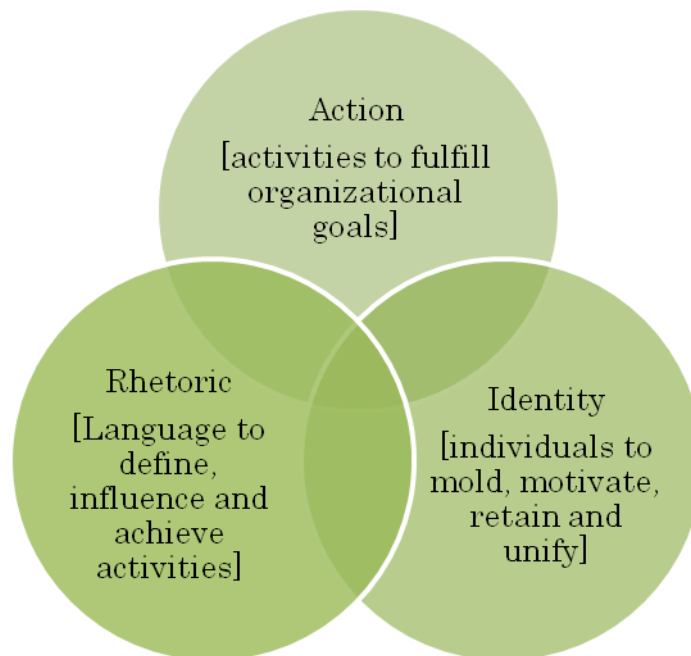 Action
[activities to fulfill
organizational
goals]
Rhetoric
[Language to
define,
influence and
achieve
activities]
Identity
[individuals to
mold, motivate,
retain and
unify]